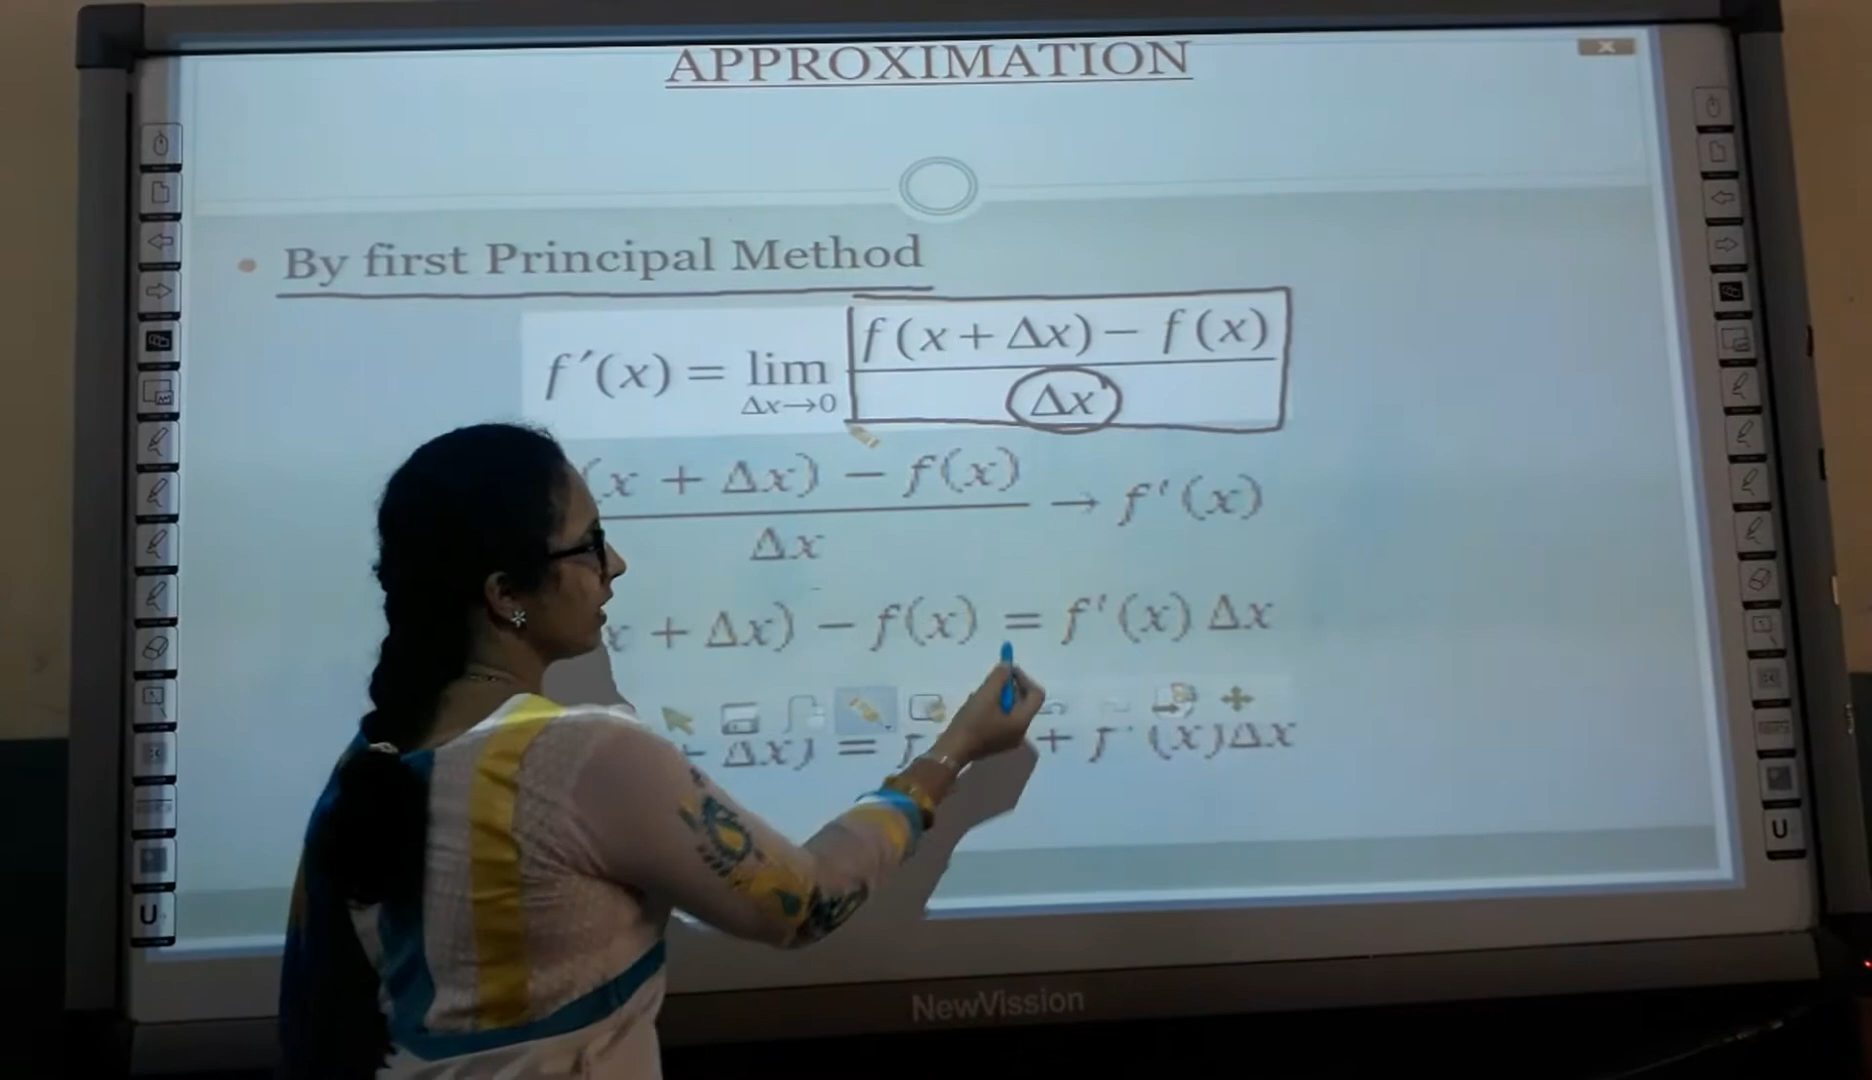 APPROXIMATION
• By first Principal Method
f′(x) = lim Δx→0 f(x + Δx) − f(x) / Δx
(x + Δx) − f(x) / Δx → f′(x)
x + Δx) − f(x) = f′(x) Δx
+ Δx) = f + f′(x)Δx
U
U
NewVission